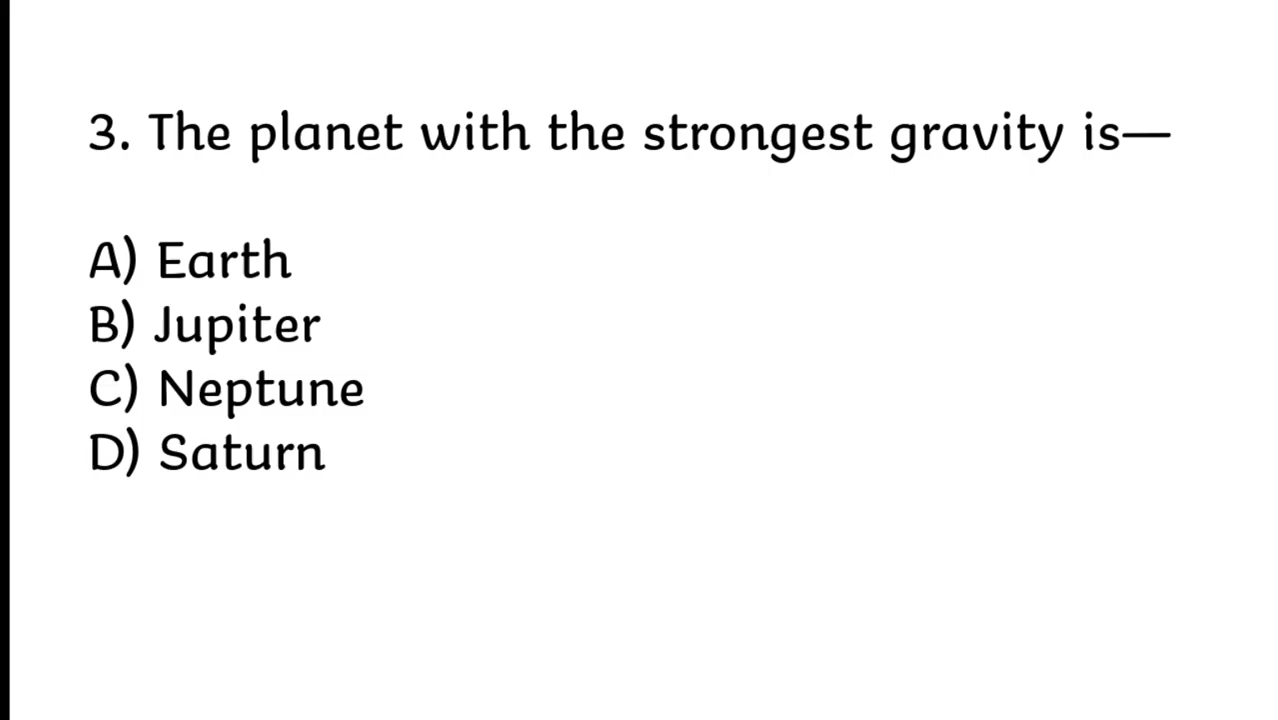 3. The planet with the strongest gravity is—
A) Earth
B) Jupiter
C) Neptune
D) Saturn